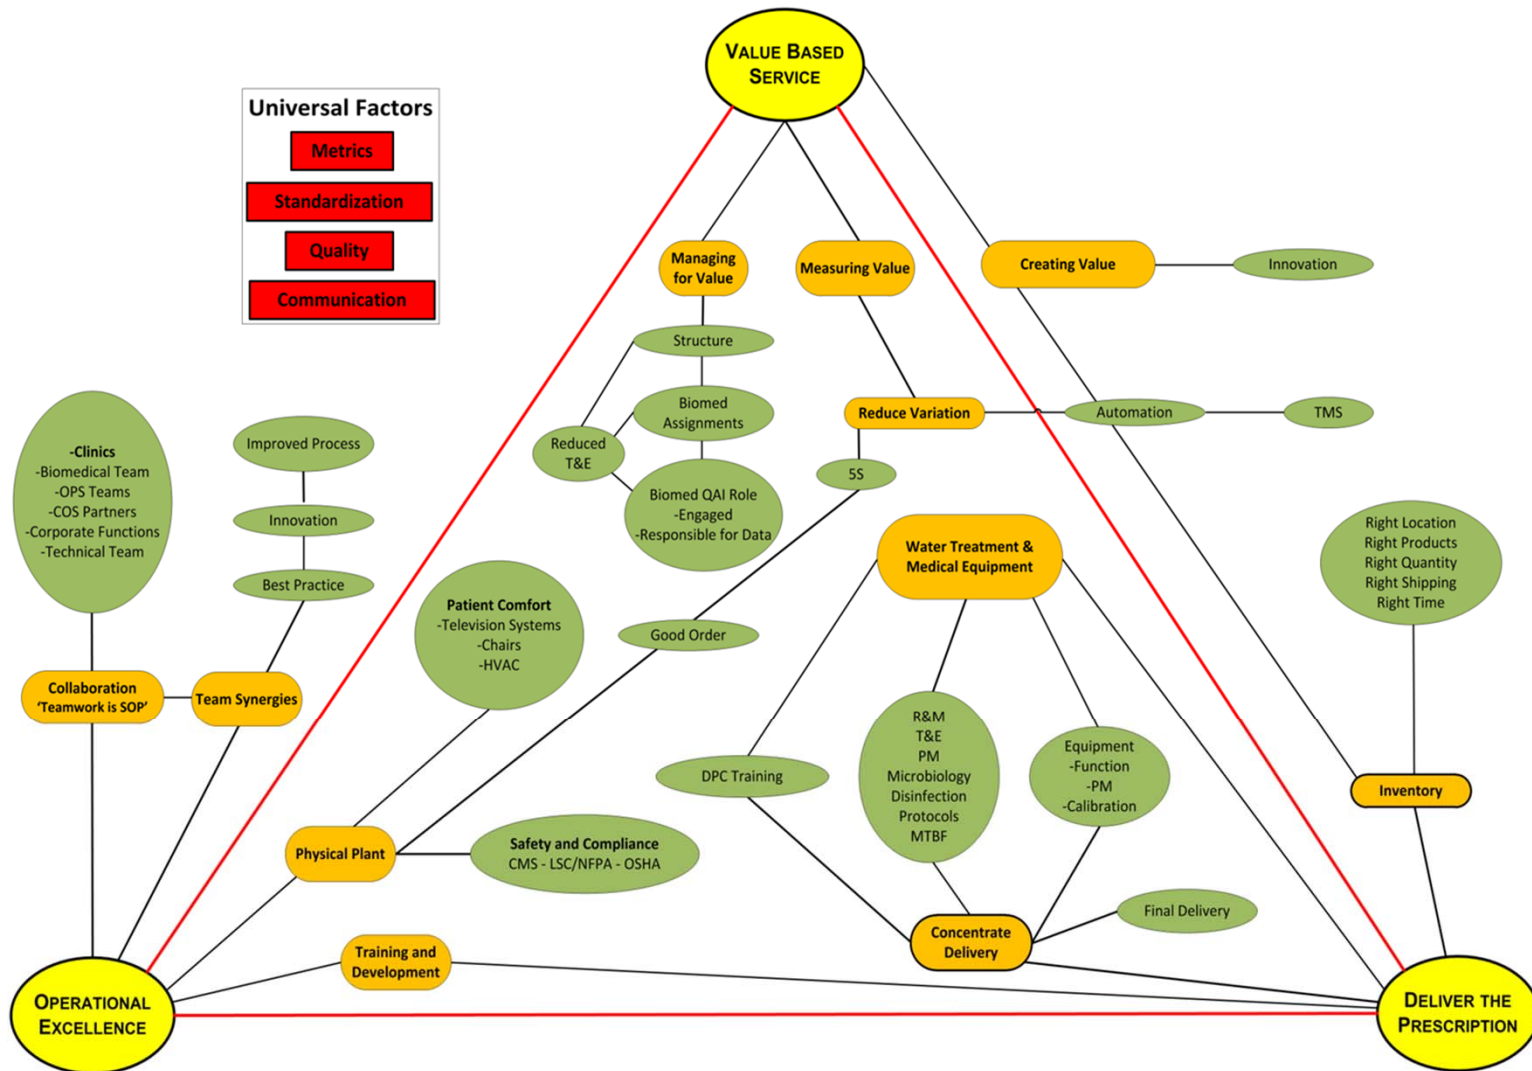 VALUE BASED
SERVICE
Universal Factors
Metrics
Standardization
Quality
Communication
Managing
for Value
Measuring Value
Creating Value
Innovation
Structure
Biomed
Assignments
Reduced
T&E
Biomed QAI Role
-Engaged
-Responsible for Data
Reduce Variation
Automation
TMS
5S
-Clinics
-Biomedical Team
-OPS Teams
-COS Partners
-Corporate Functions
-Technical Team
Improved Process
Innovation
Best Practice
Collaboration
'Teamwork is SOP'
Team Synergies
Patient Comfort
-Television Systems
-Chairs
-HVAC
Good Order
Water Treatment &
Medical Equipment
Right Location
Right Products
Right Quantity
Right Shipping
Right Time
DPC Training
R&M
T&E
PM
Microbiology
Disinfection
Protocols
MTBF
Equipment
-Function
-PM
-Calibration
Inventory
Physical Plant
Safety and Compliance
CMS - LSC/NFPA - OSHA
Final Delivery
Concentrate
Delivery
Training and
Development
OPERATIONAL
EXCELLENCE
DELIVER THE
PRESCRIPTION